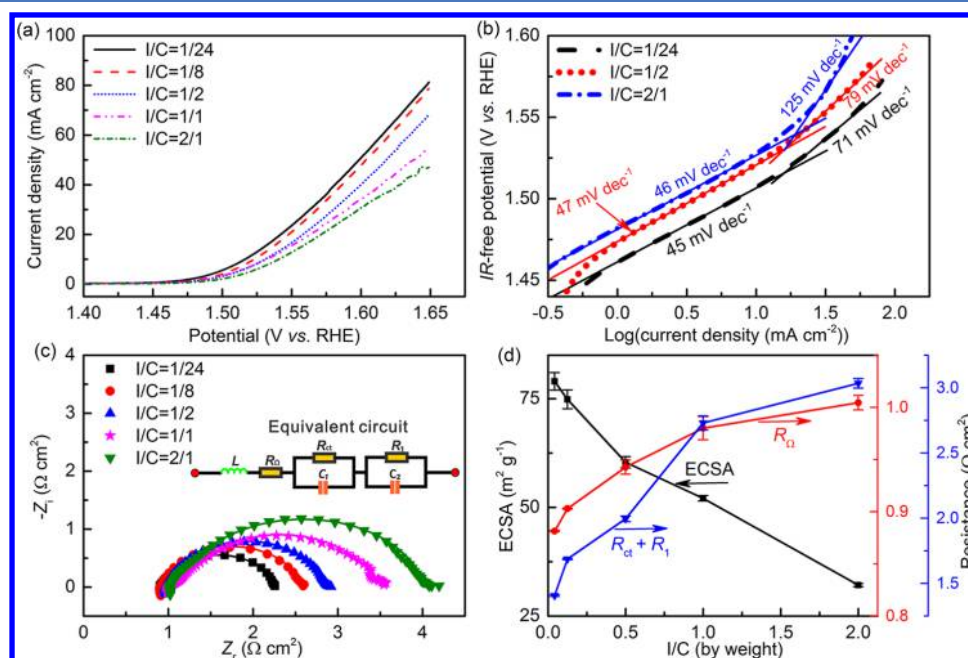 (a)
I/C=1/24
I/C=1/8
I/C=1/2
I/C=1/1
I/C=2/1
100
80
60
40
20
0
Current density (mA cm⁻²)
1.40 1.45 1.50 1.55 1.60 1.65
Potential (V vs. RHE)
(b)
I/C=1/24
I/C=1/2
I/C=2/1
1.60
1.55
1.50
1.45
IR-free potential (V vs. RHE)
125 mV dec⁻¹
79 mV dec⁻¹
71 mV dec⁻¹
47 mV dec⁻¹
46 mV dec⁻¹
45 mV dec⁻¹
-0.5 0.0 0.5 1.0 1.5 2.0
Log(current density (mA cm⁻²))
(c)
I/C=1/24
I/C=1/8
I/C=1/2
I/C=1/1
I/C=2/1
4
3
2
1
0
-Zᵢ (Ω cm²)
Equivalent circuit
L
RΩ
Rct
C1
R1
C2
0 1 2 3 4
Zr (Ω cm²)
(d)
75
50
25
ECSA (m² g⁻¹)
RΩ
ECSA
Rct + R1
1.0
0.9
0.8
3.0
2.5
2.0
1.5
Resistance (Ω cm²)
0.0 0.5 1.0 1.5 2.0
I/C (by weight)